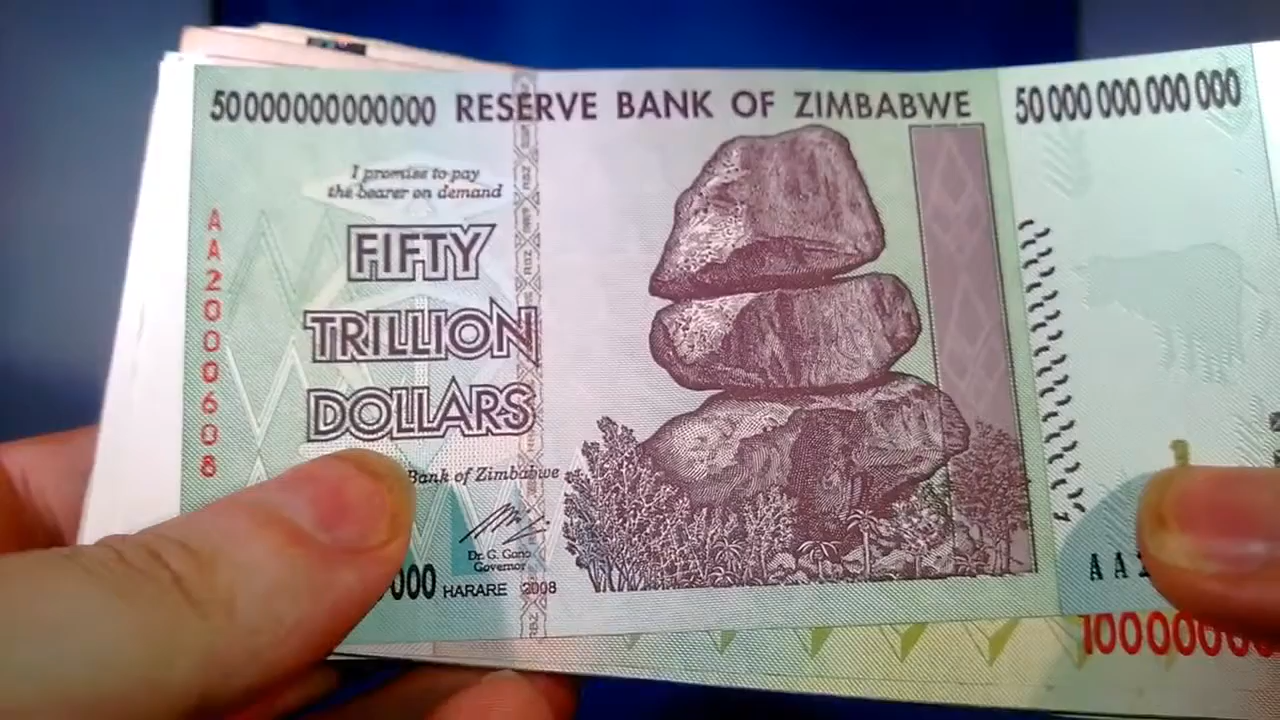 50000000000000 RESERVE BANK OF ZIMBABWE 50 000 000 000 000
I promise to pay
the bearer on demand
FIFTY
TRILLION
DOLLARS
AA2000608
Bank of Zimbabwe
Dr. G. Gono
Governor
000 HARARE 2008
AA
1000000